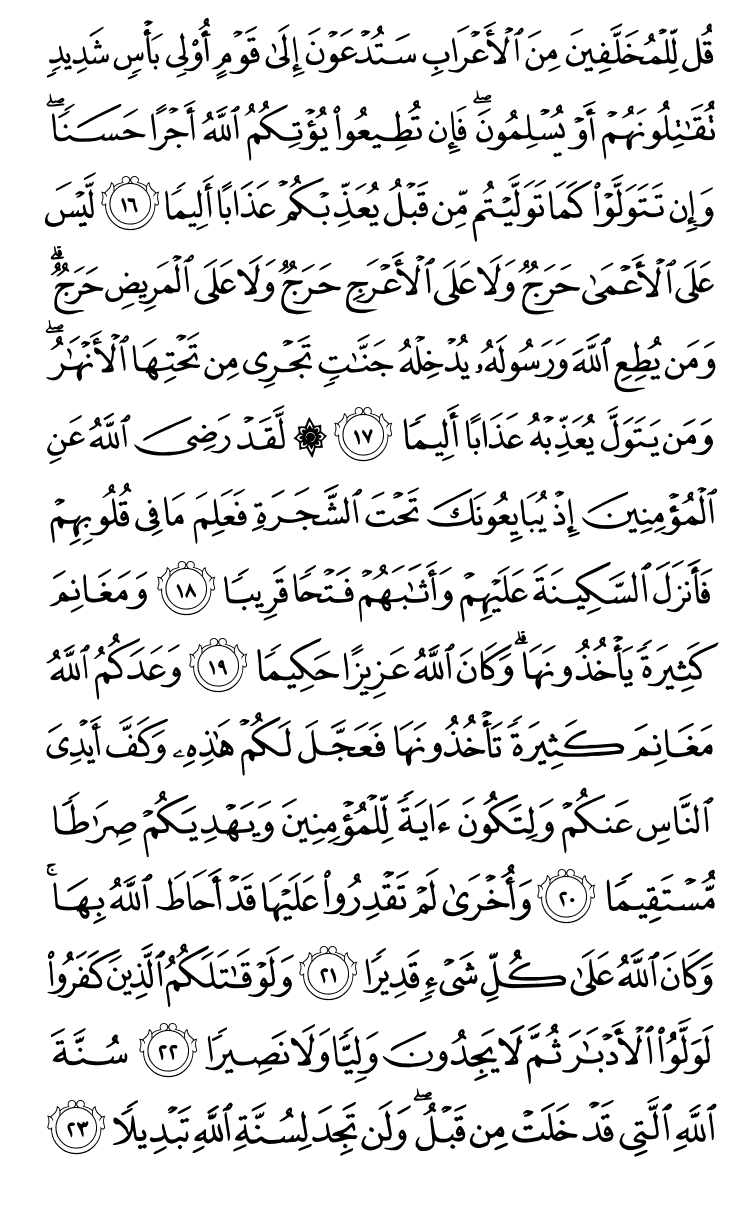 قُل لِّلْمُخَلَّفِينَ مِنَ ٱلْأَعْرَابِ سَتُدْعَوْنَ إِلَىٰ قَوْمٍ أُوْلِى بَأْسٍ شَدِيدٍ
تُقَٰتِلُونَهُمْ أَوْ يُسْلِمُونَ ۖ فَإِن تُطِيعُوا۟ يُؤْتِكُمُ ٱللَّهُ أَجْرًا حَسَنًا ۖ
وَإِن تَتَوَلَّوْا۟ كَمَا تَوَلَّيْتُم مِّن قَبْلُ يُعَذِّبْكُمْ عَذَابًا أَلِيمًا ١٦ لَّيْسَ
عَلَى ٱلْأَعْمَىٰ حَرَجٌ وَلَا عَلَى ٱلْأَعْرَجِ حَرَجٌ وَلَا عَلَى ٱلْمَرِيضِ حَرَجٌ ۗ
وَمَن يُطِعِ ٱللَّهَ وَرَسُولَهُۥ يُدْخِلْهُ جَنَّٰتٍ تَجْرِى مِن تَحْتِهَا ٱلْأَنْهَٰرُ ۖ
وَمَن يَتَوَلَّ يُعَذِّبْهُ عَذَابًا أَلِيمًا ١٧ ۞ لَّقَدْ رَضِىَ ٱللَّهُ عَنِ
ٱلْمُؤْمِنِينَ إِذْ يُبَايِعُونَكَ تَحْتَ ٱلشَّجَرَةِ فَعَلِمَ مَا فِى قُلُوبِهِمْ
فَأَنزَلَ ٱلسَّكِينَةَ عَلَيْهِمْ وَأَثَٰبَهُمْ فَتْحًا قَرِيبًا ١٨ وَمَغَانِمَ
كَثِيرَةً يَأْخُذُونَهَا ۗ وَكَانَ ٱللَّهُ عَزِيزًا حَكِيمًا ١٩ وَعَدَكُمُ ٱللَّهُ
مَغَانِمَ كَثِيرَةً تَأْخُذُونَهَا فَعَجَّلَ لَكُمْ هَٰذِهِۦ وَكَفَّ أَيْدِىَ
ٱلنَّاسِ عَنكُمْ وَلِتَكُونَ ءَايَةً لِّلْمُؤْمِنِينَ وَيَهْدِيَكُمْ صِرَٰطًا
مُّسْتَقِيمًا ٢٠ وَأُخْرَىٰ لَمْ تَقْدِرُوا۟ عَلَيْهَا قَدْ أَحَاطَ ٱللَّهُ بِهَا ۚ
وَكَانَ ٱللَّهُ عَلَىٰ كُلِّ شَىْءٍ قَدِيرًا ٢١ وَلَوْ قَٰتَلَكُمُ ٱلَّذِينَ كَفَرُوا۟
لَوَلَّوُا۟ ٱلْأَدْبَٰرَ ثُمَّ لَا يَجِدُونَ وَلِيًّا وَلَا نَصِيرًا ٢٢ سُنَّةَ
ٱللَّهِ ٱلَّتِى قَدْ خَلَتْ مِن قَبْلُ ۖ وَلَن تَجِدَ لِسُنَّةِ ٱللَّهِ تَبْدِيلًا ٢٣